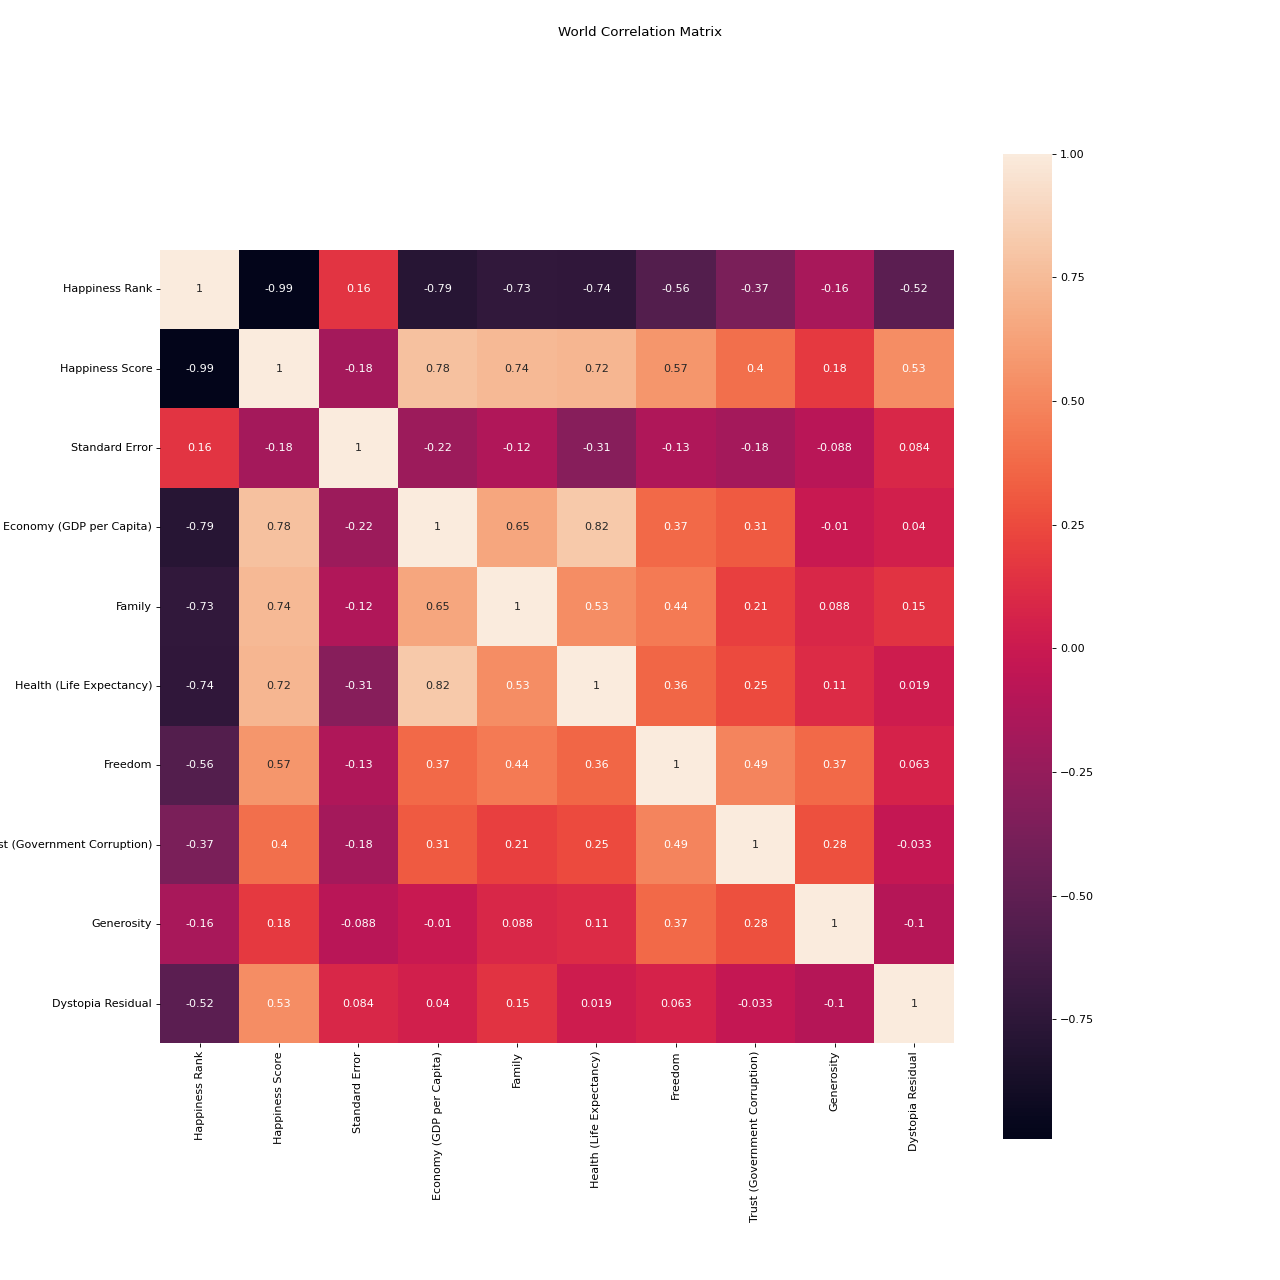 World Correlation Matrix
1.00
0.75
0.50
0.25
0.00
−0.25
−0.50
−0.75
Happiness Rank 1 -0.99 0.16 -0.79 -0.73 -0.74 -0.56 -0.37 -0.16 -0.52
Happiness Score -0.99 1 -0.18 0.78 0.74 0.72 0.57 0.4 0.18 0.53
Standard Error 0.16 -0.18 1 -0.22 -0.12 -0.31 -0.13 -0.18 -0.088 0.084
Economy (GDP per Capita) -0.79 0.78 -0.22 1 0.65 0.82 0.37 0.31 -0.01 0.04
Family -0.73 0.74 -0.12 0.65 1 0.53 0.44 0.21 0.088 0.15
Health (Life Expectancy) -0.74 0.72 -0.31 0.82 0.53 1 0.36 0.25 0.11 0.019
Freedom -0.56 0.57 -0.13 0.37 0.44 0.36 1 0.49 0.37 0.063
st (Government Corruption) -0.37 0.4 -0.18 0.31 0.21 0.25 0.49 1 0.28 -0.033
Generosity -0.16 0.18 -0.088 -0.01 0.088 0.11 0.37 0.28 1 -0.1
Dystopia Residual -0.52 0.53 0.084 0.04 0.15 0.019 0.063 -0.033 -0.1 1
Happiness Rank
Happiness Score
Standard Error
Economy (GDP per Capita)
Family
Health (Life Expectancy)
Freedom
Trust (Government Corruption)
Generosity
Dystopia Residual